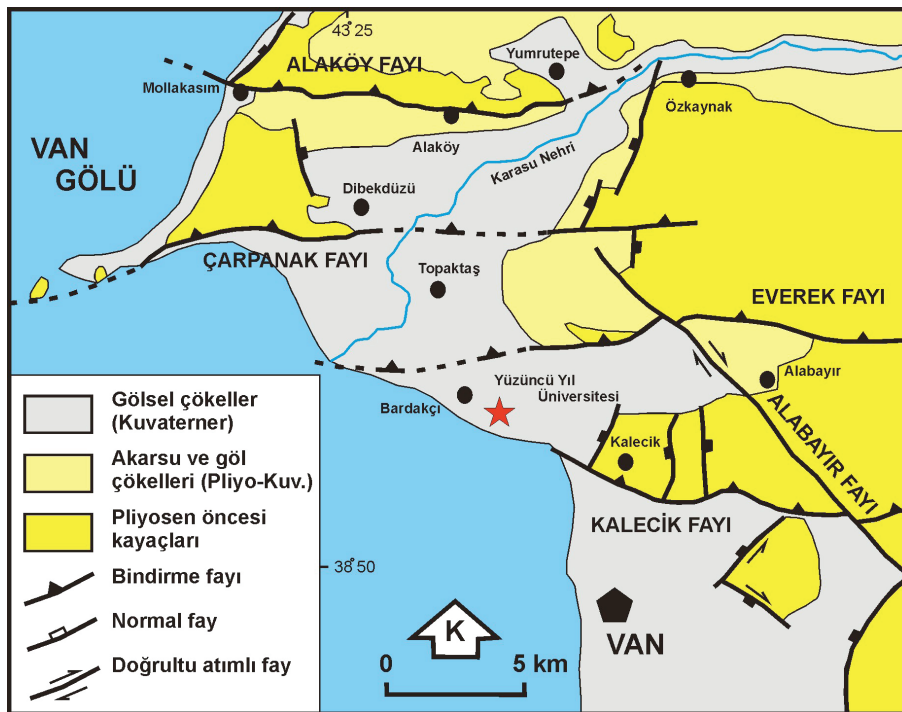 43°25
Yumrutepe
ALAKÖY FAYI
Mollakasım
Özkaynak
Alaköy
VAN
GÖLÜ
Karasu Nehri
Dibekdüzü
ÇARPANAK FAYI
Topaktaş
EVEREK FAYI
Alabayır
Yüzüncü Yıl
Üniversitesi
Bardakçı
ALABAYIR FAYI
Kalecik
KALECİK FAYI
38°50
VAN
K
0 5 km
Gölsel çökeller
(Kuvaterner)
Akarsu ve göl
çökelleri (Pliyo-Kuv.)
Pliyosen öncesi
kayaçları
Bindirme fayı
Normal fay
Doğrultu atımlı fay